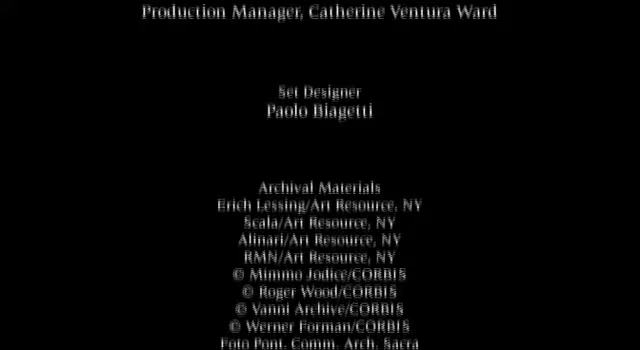 Production Manager, Catherine Ventura Ward
Set Designer
Paolo Biagetti
Archival Materials
Erich Lessing/Art Resource, NY
Scala/Art Resource, NY
Alinari/Art Resource, NY
RMN/Art Resource, NY
© Mimmo Jodice/CORBIS
© Roger Wood/CORBIS
© Vanni Archive/CORBIS
© Werner Forman/CORBIS
Foto Pont. Comm. Arch. Sacra